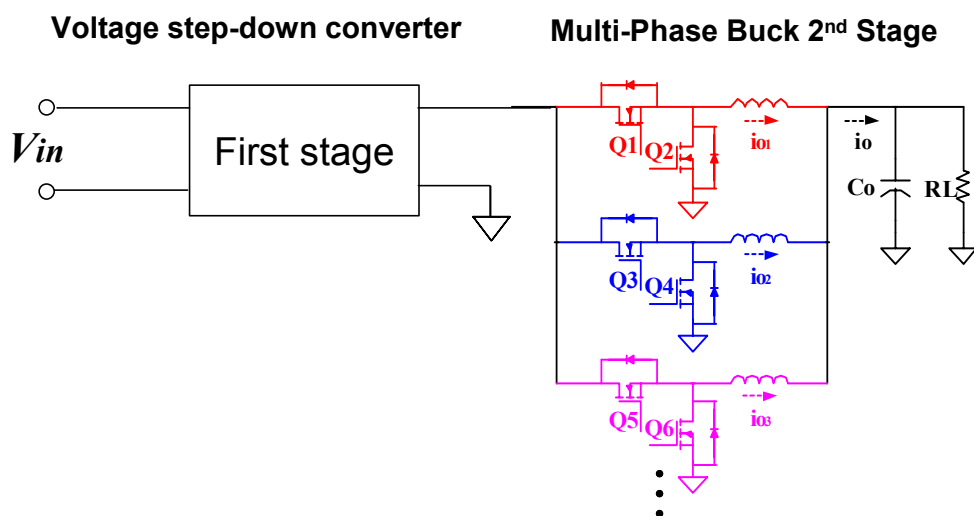 Voltage step-down converter
Multi-Phase Buck 2nd Stage
Vin
First stage
Q1
Q2
io1
io
Co
RL
Q3
Q4
io2
Q5
Q6
io3